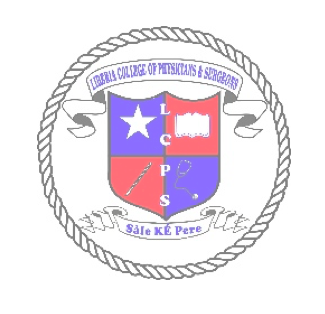 LIBERIA COLLEGE OF PHYSICIANS & SURGEONS
L
C
P
S
Sâle KÉ Pere